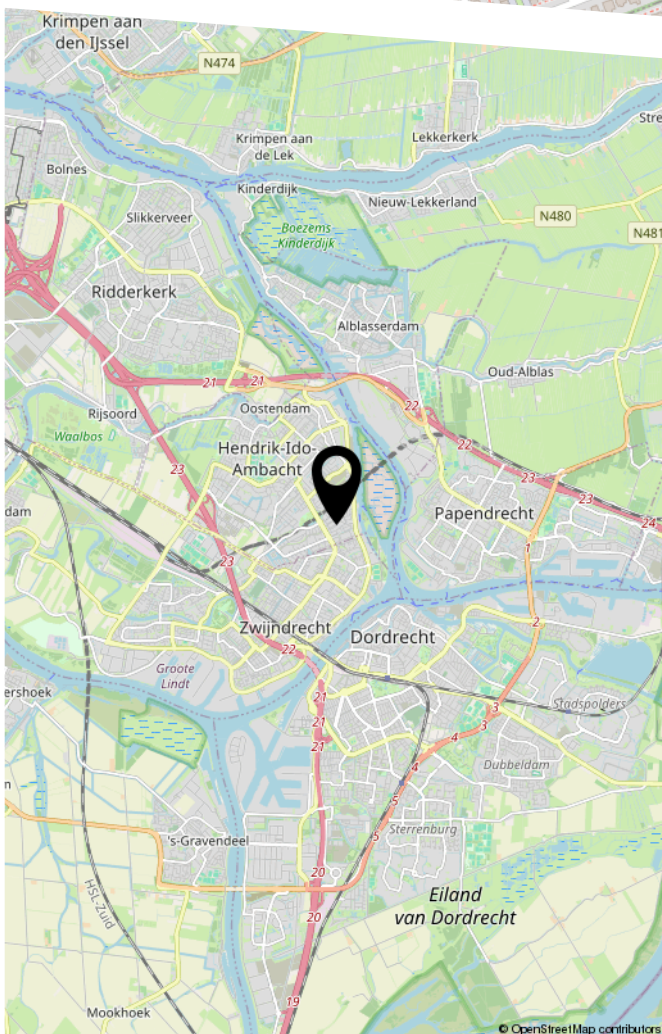 Krimpen aan
den IJssel
N474
Krimpen aan
de Lek
Lekkerkerk
Stre
Bolnes
Kinderdijk
Nieuw-Lekkerland
Slikkerveer
N480
Boezems
Kinderdijk
N481
Ridderkerk
Alblasserdam
Oud-Alblas
21
21
22
Rijsoord
Oostendam
Waalbos
22
Hendrik-Ido-
Ambacht
23
23
23
dam
Papendrecht
24
1
23
2
Zwijndrecht
Dordrecht
22
Groote
Lindt
ershoek
21
Stadspolders
3
21
3
4
21
4
Dubbeldam
n
5
Sterrenburg
's-Gravendeel
5
20
HSL-Zuid
Eiland
van Dordrecht
20
19
Mookhoek
© OpenStreetMap contributors